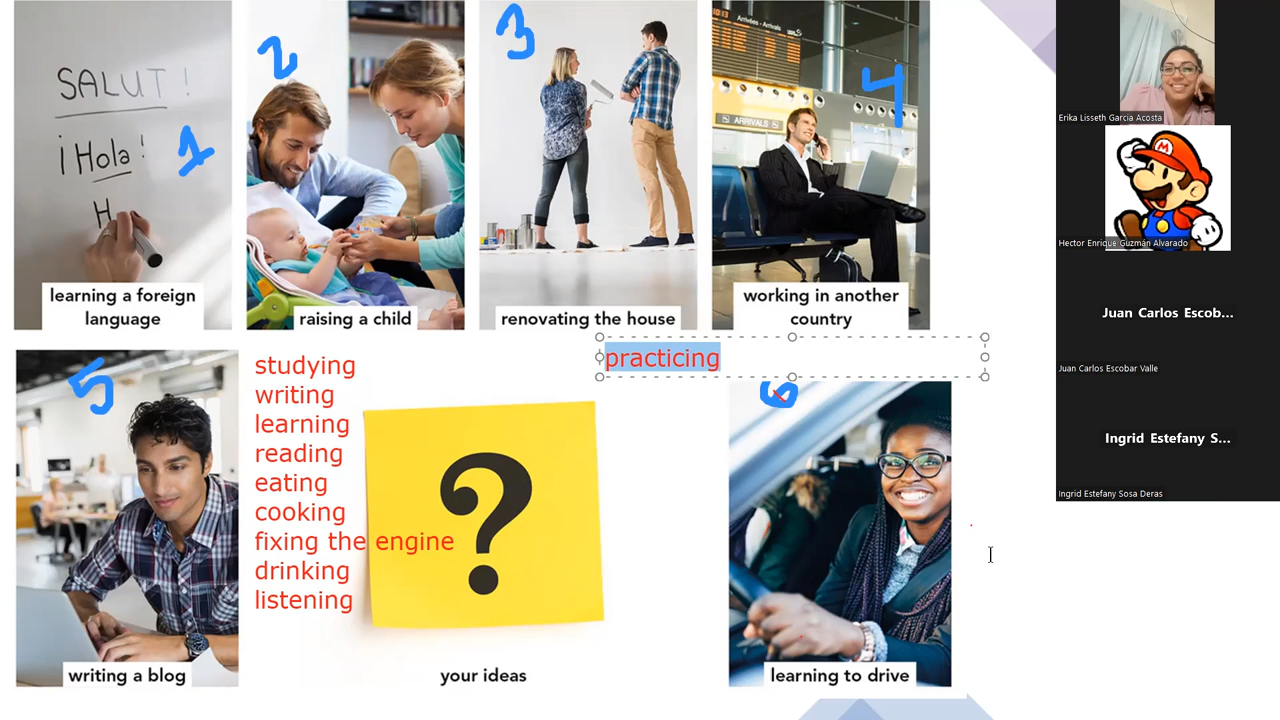 SALUT !
¡Hola !
H
1
learning a foreign
language
2
raising a child
3
renovating the house
Arrivées - Arrivals
ARRIVALS
4
working in another
country
practicing
5
writing a blog
studying
writing
learning
reading
eating
cooking
fixing the engine
drinking
listening
?
your ideas
6
learning to drive
Erika Lisseth Garcia Acosta
M
Hector Enrique Guzmán Alvarado
Juan Carlos Escob...
Juan Carlos Escobar Valle
Ingrid Estefany S...
Ingrid Estefany Sosa Deras